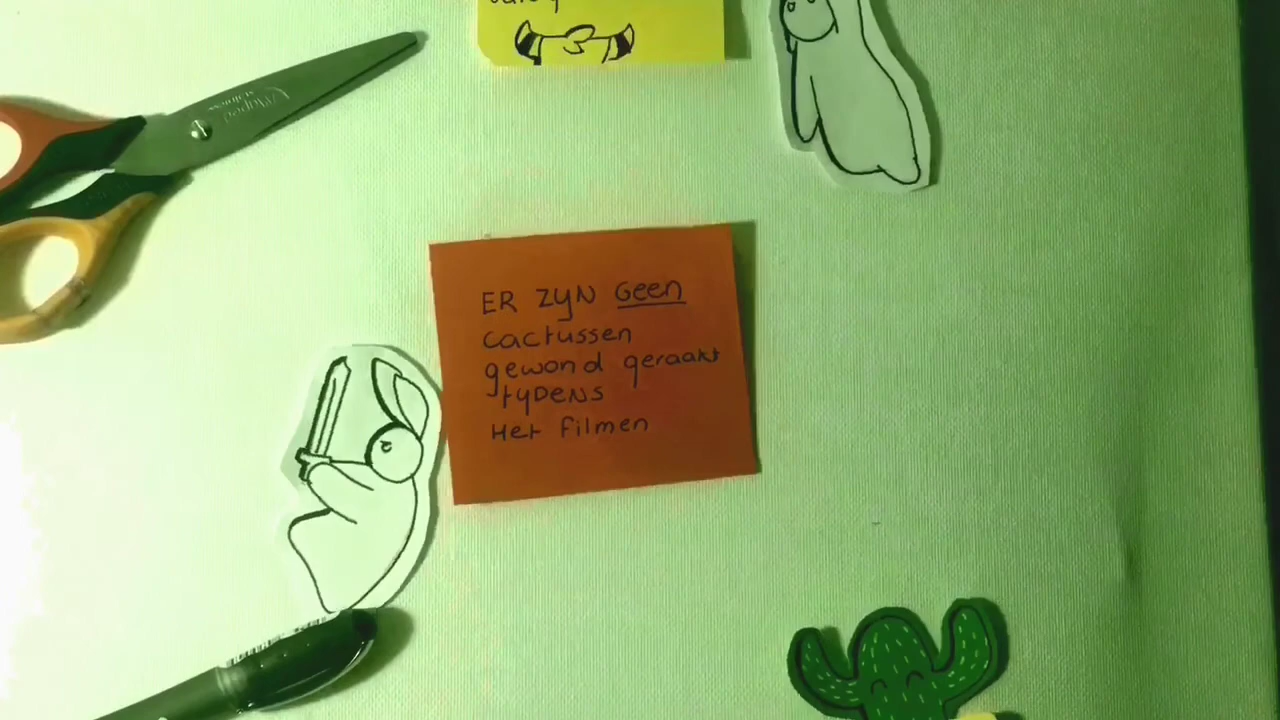 ER ZYN Geen
cactussen
gewond geraakt
tyDENS
Het filmen